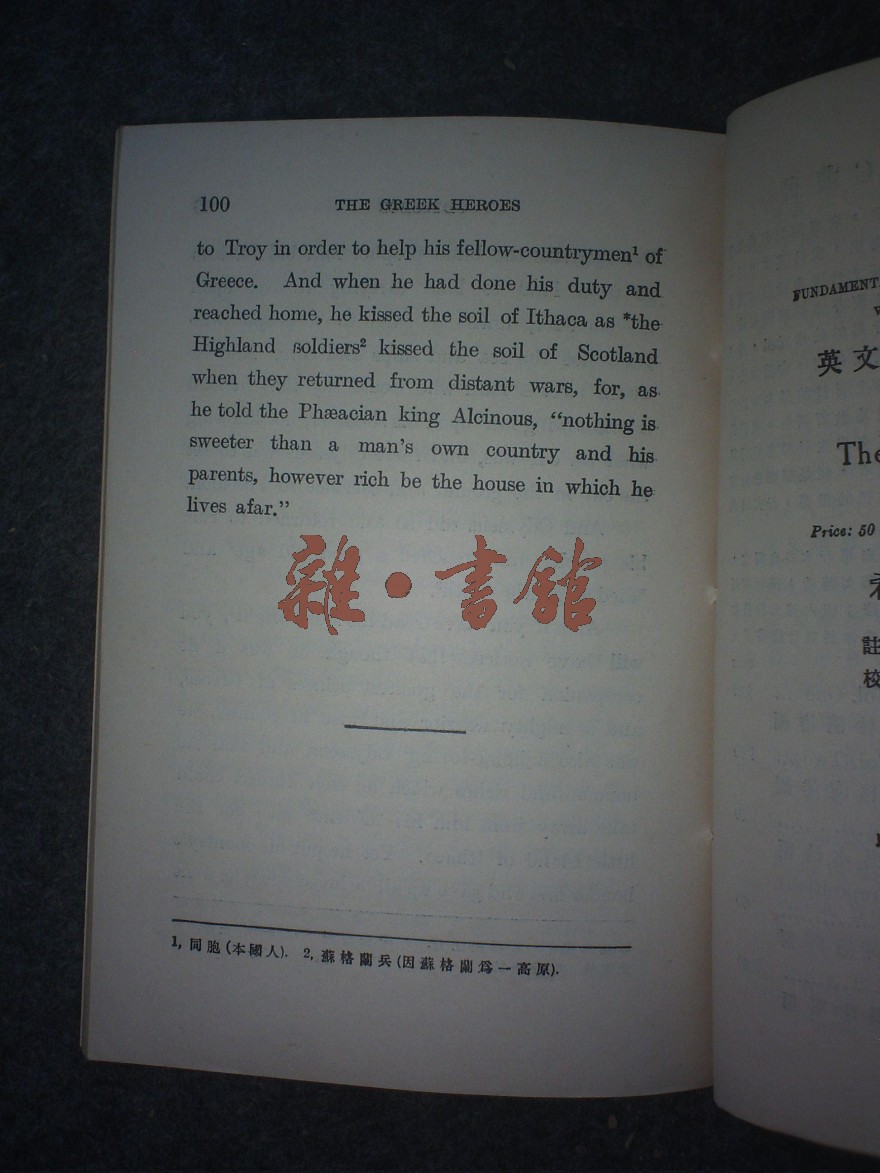 100 THE GREEK HEROES
to Troy in order to help his fellow-countrymen¹ of
Greece. And when he had done his duty and
reached home, he kissed the soil of Ithaca as *the
Highland soldiers² kissed the soil of Scotland
when they returned from distant wars, for, as
he told the Phæacian king Alcinous, “nothing is
sweeter than a man’s own country and his
parents, however rich be the house in which he
lives afar.”
雜·書館
1, 同胞(本國人). 2, 蘇格蘭兵(因蘇格蘭爲一高原).
FUNDAMENT
英文
The
Price: 50
註
校